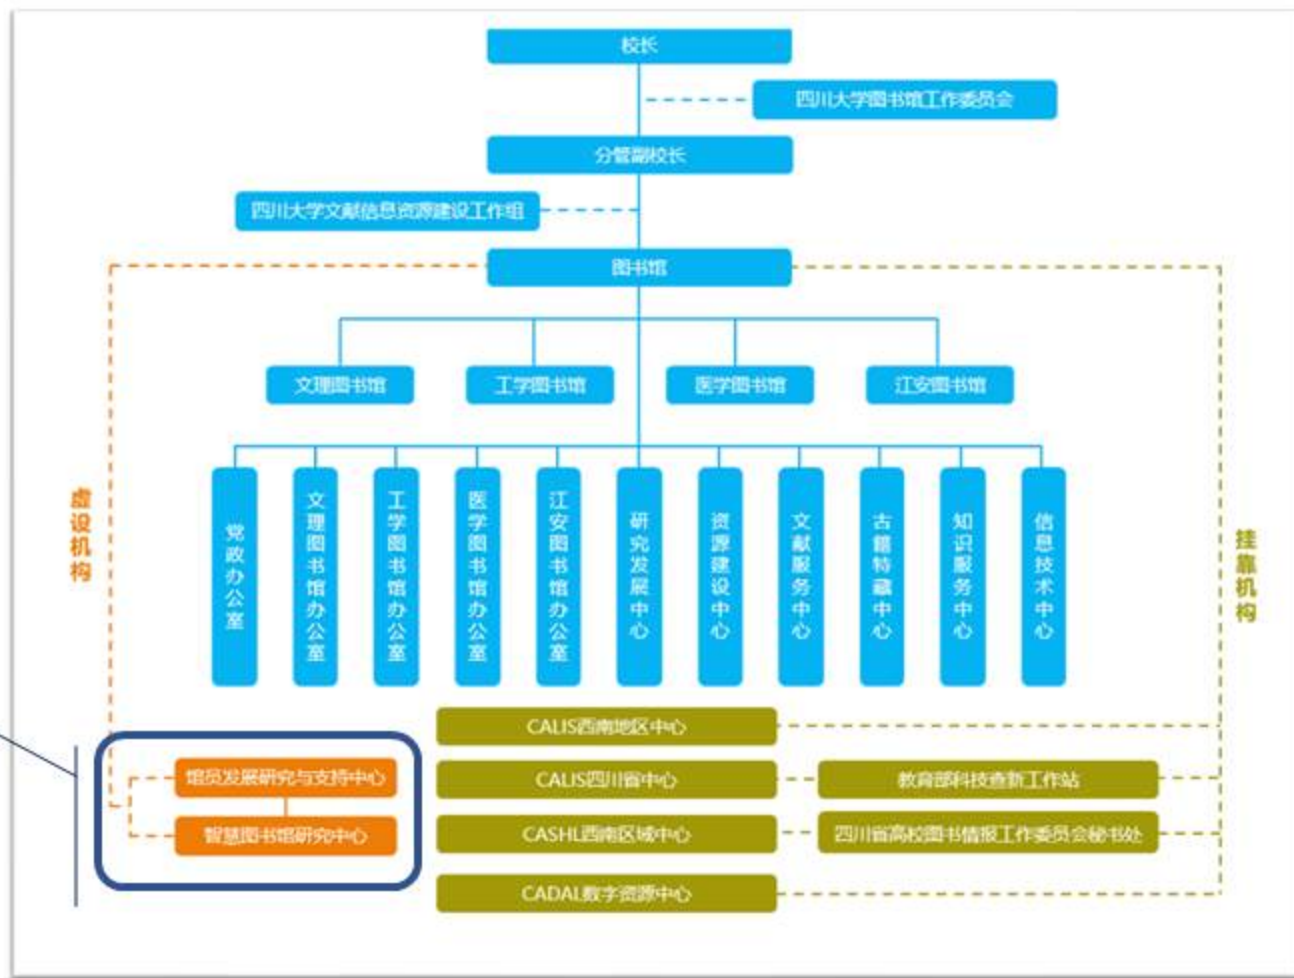 校长
四川大学图书馆工作委员会
分管副校长
四川大学文献信息资源建设工作组
图书馆
文理图书馆
工学图书馆
医学图书馆
江安图书馆
虚设机构
党政办公室
文理图书馆办公室
工学图书馆办公室
医学图书馆办公室
江安图书馆办公室
研究发展中心
资源建设中心
文献服务中心
古籍特藏中心
知识服务中心
信息技术中心
挂靠机构
CALIS西南地区中心
馆员发展研究与支持中心
CALIS四川省中心
教育部科技查新工作站
智慧图书馆研究中心
CASHL西南区域中心
四川省高校图书情报工作委员会秘书处
CADAL数字资源中心